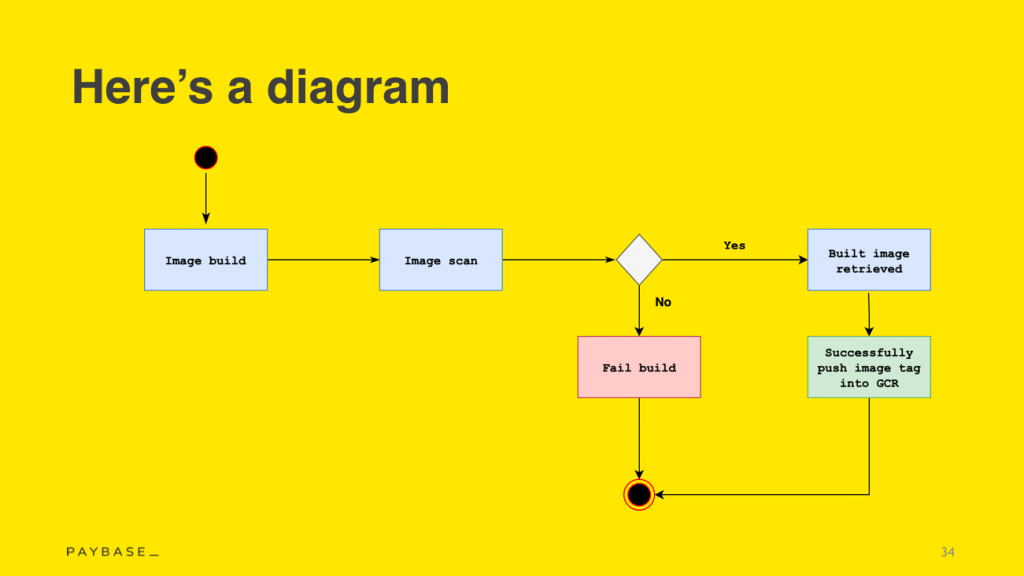 Here’s a diagram
Image build
Image scan
Yes
Built image
retrieved
No
Fail build
Successfully
push image tag
into GCR
PAYBASE_
34